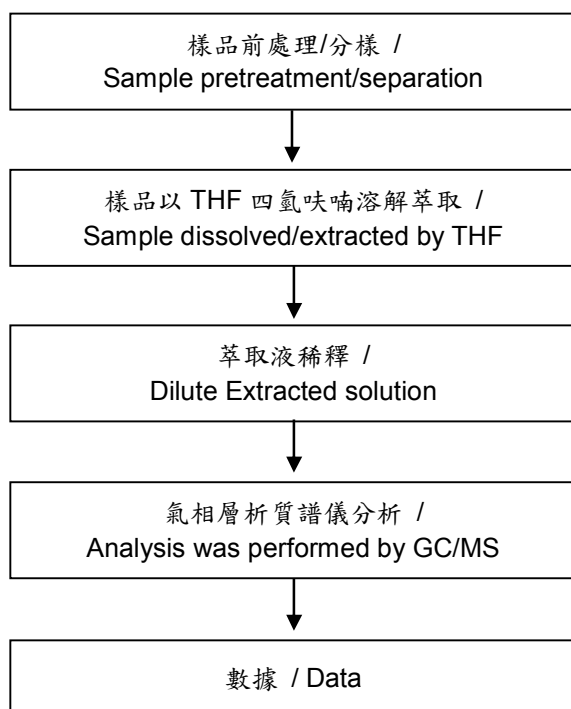 樣品前處理/分樣 /
Sample pretreatment/separation
樣品以 THF 四氫呋喃溶解萃取 /
Sample dissolved/extracted by THF
萃取液稀釋 /
Dilute Extracted solution
氣相層析質譜儀分析 /
Analysis was performed by GC/MS
數據 / Data